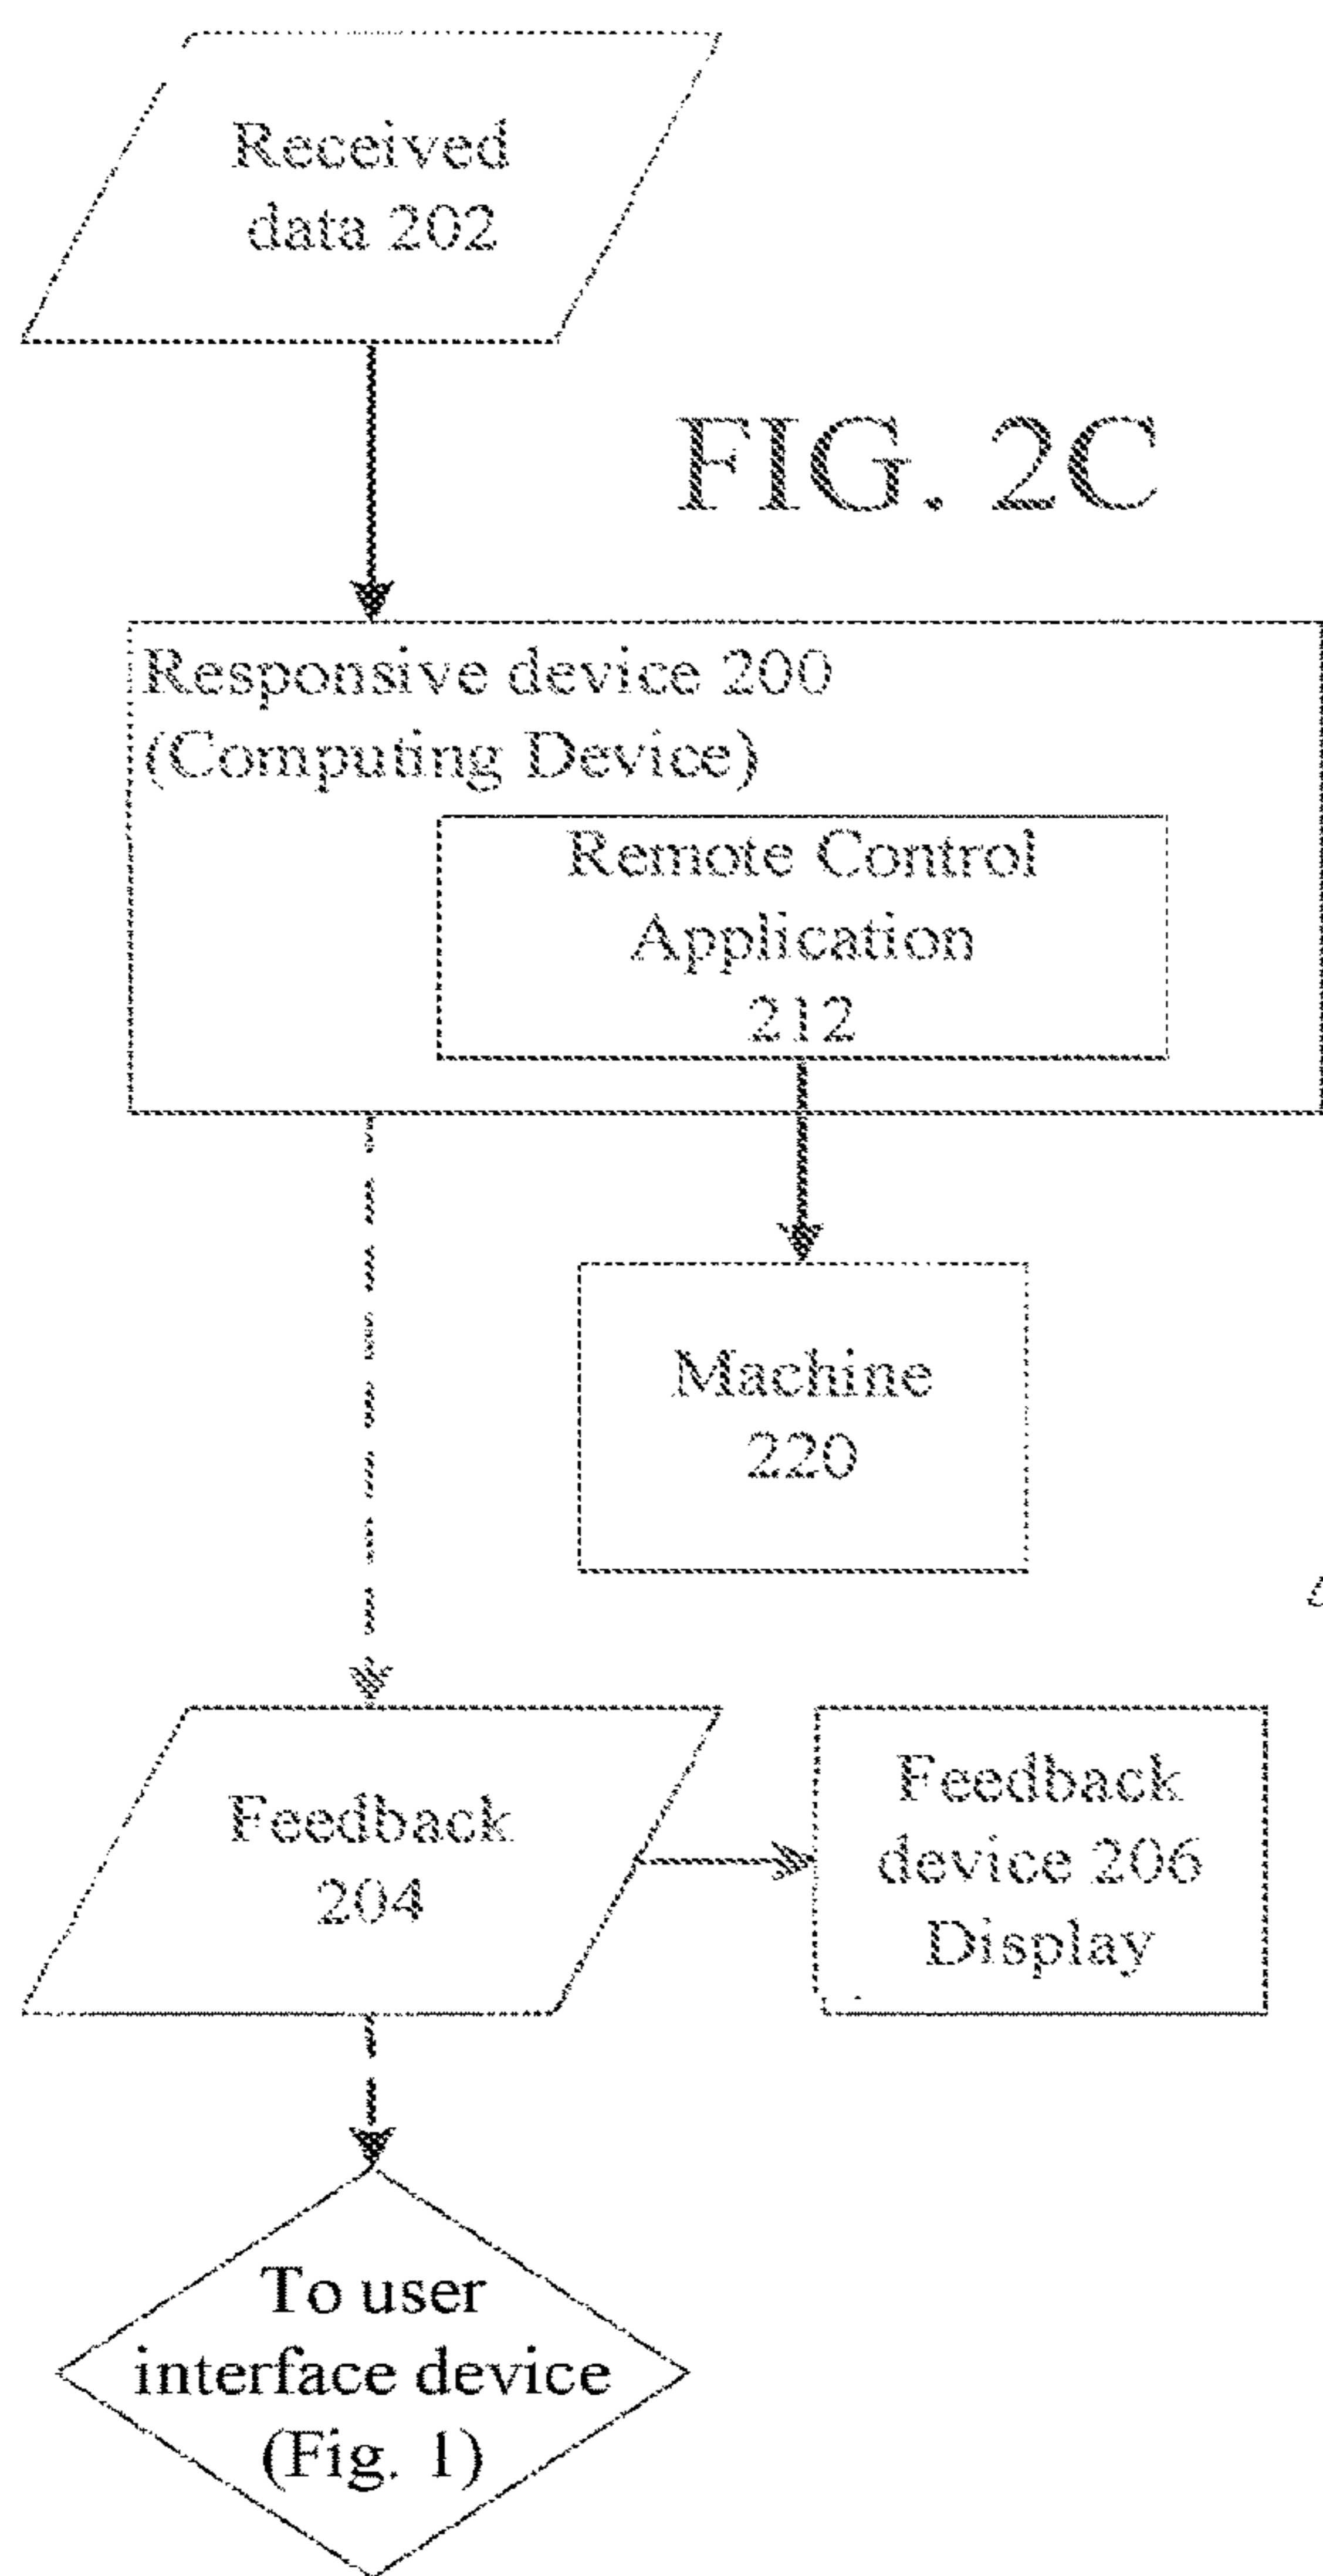 Received
data 202
FIG. 2C
Responsive device 200
(Computing Device)
Remote Control
Application
212
Machine
220
Feedback
204
Feedback
device 206
Display
To user
interface device
(Fig. 1)